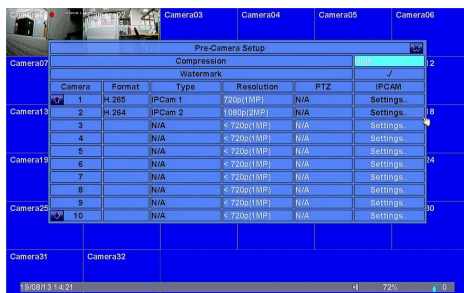 Camera02 Camera03 Camera04 Camera05 Camera06
Pre-Camera Setup
Compression High
Watermark ✓
Camera Format Type Resolution PTZ IPCAM
1 H.265 IPCam 1 720p(1MP) N/A Settings..
2 H.264 IPCam 2 1080p(2MP) N/A Settings..
3 N/A < 720p(1MP) N/A Settings..
4 N/A < 720p(1MP) N/A Settings..
5 N/A < 720p(1MP) N/A Settings..
6 N/A < 720p(1MP) N/A Settings..
7 N/A < 720p(1MP) N/A Settings..
8 N/A < 720p(1MP) N/A Settings..
9 N/A < 720p(1MP) N/A Settings..
10 N/A < 720p(1MP) N/A Settings..
Camera07 12
Camera13 18
Camera19 24
Camera25 30
Camera31 Camera32
19/08/13 14:21 72% 0